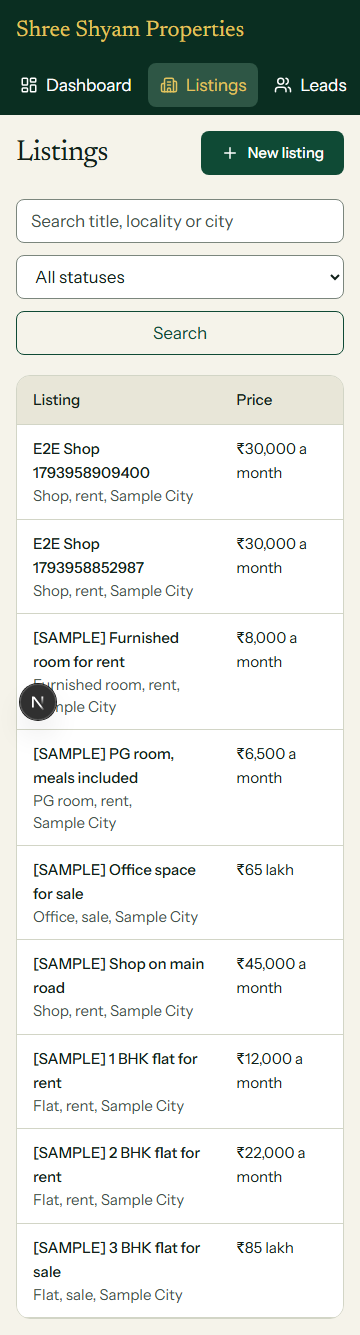 Shree Shyam Properties
Dashboard
Listings
Leads
Listings
+ New listing
Search title, locality or city
All statuses
Search
Listing
Price
E2E Shop
1793958909400
Shop, rent, Sample City
₹30,000 a
month
E2E Shop
1793958852987
Shop, rent, Sample City
₹30,000 a
month
[SAMPLE] Furnished
room for rent
Furnished room, rent,
Sample City
₹8,000 a
month
N
[SAMPLE] PG room,
meals included
PG room, rent,
Sample City
₹6,500 a
month
[SAMPLE] Office space
for sale
Office, sale, Sample City
₹65 lakh
[SAMPLE] Shop on main
road
Shop, rent, Sample City
₹45,000 a
month
[SAMPLE] 1 BHK flat for
rent
Flat, rent, Sample City
₹12,000 a
month
[SAMPLE] 2 BHK flat for
rent
Flat, rent, Sample City
₹22,000 a
month
[SAMPLE] 3 BHK flat for
sale
Flat, sale, Sample City
₹85 lakh